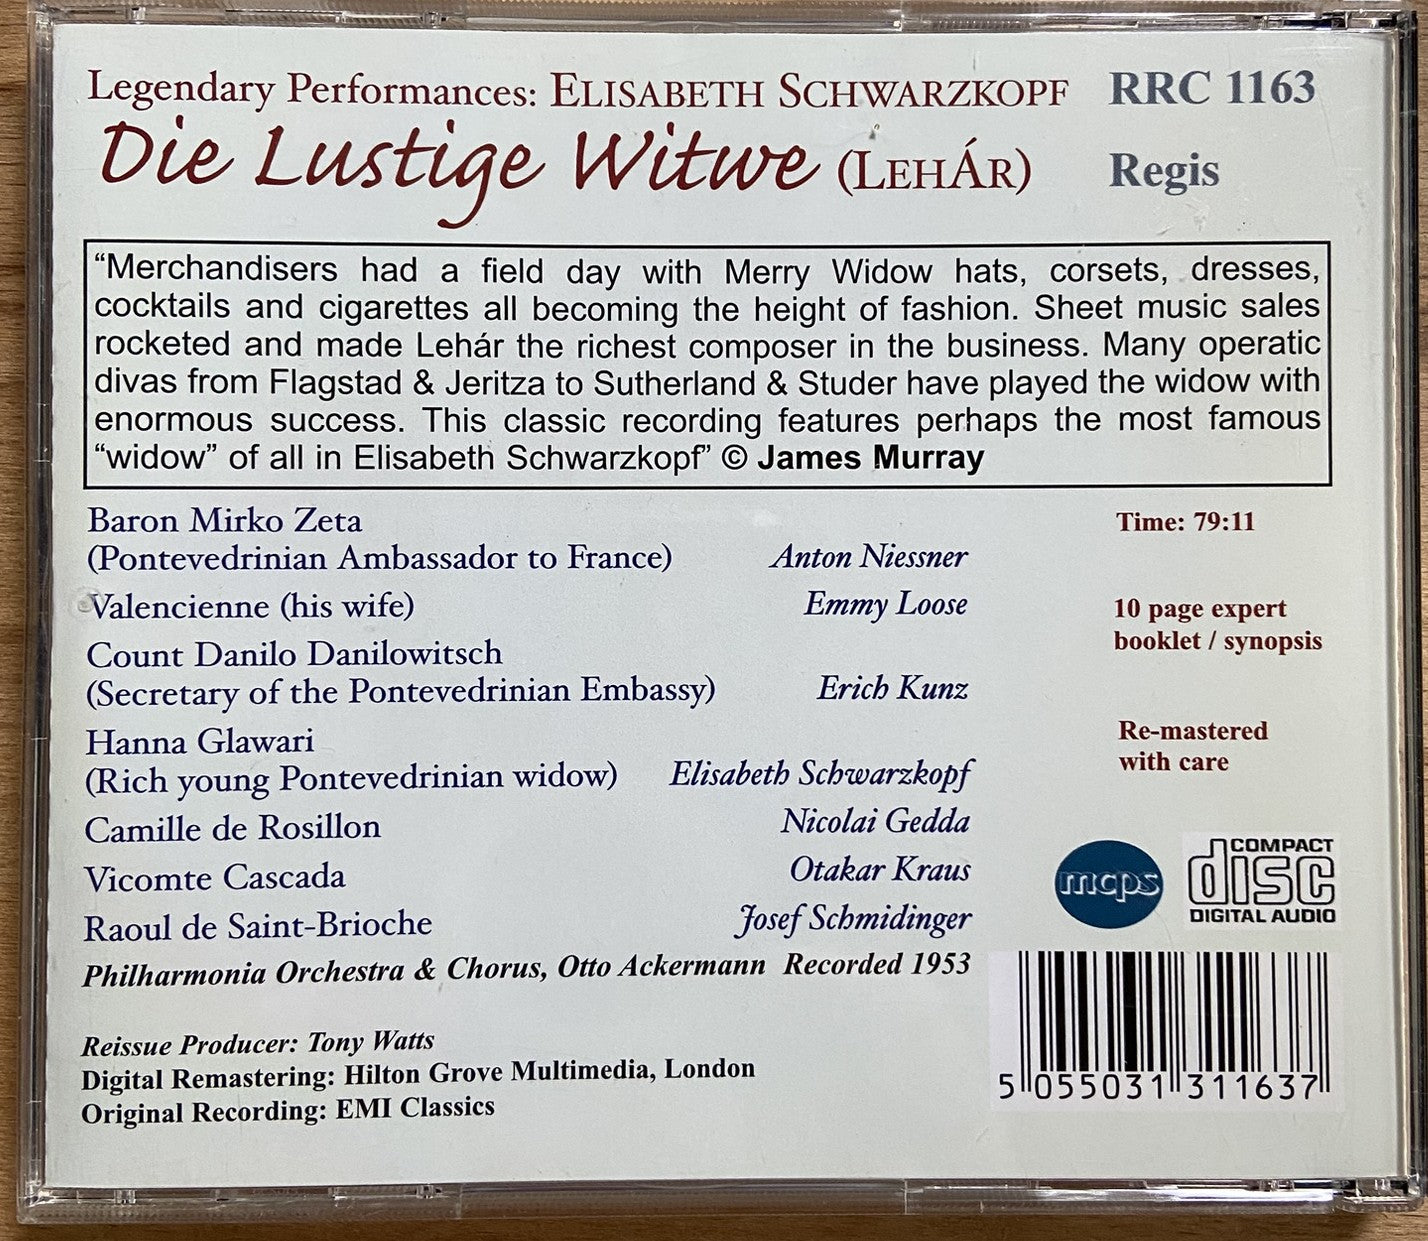 Legendary Performances: ELISABETH SCHWARZKOPF
Die Lustige Witwe (LEHÁR)
RRC 1163
Regis
“Merchandisers had a field day with Merry Widow hats, corsets, dresses,
cocktails and cigarettes all becoming the height of fashion. Sheet music sales
rocketed and made Lehár the richest composer in the business. Many operatic
divas from Flagstad & Jeritza to Sutherland & Studer have played the widow with
enormous success. This classic recording features perhaps the most famous
“widow” of all in Elisabeth Schwarzkopf” © James Murray
Baron Mirko Zeta
(Pontevedrinian Ambassador to France) Anton Niessner
Valencienne (his wife) Emmy Loose
Count Danilo Danilowitsch
(Secretary of the Pontevedrinian Embassy) Erich Kunz
Hanna Glawari
(Rich young Pontevedrinian widow) Elisabeth Schwarzkopf
Camille de Rosillon Nicolai Gedda
Vicomte Cascada Otakar Kraus
Raoul de Saint-Brioche Josef Schmidinger
Philharmonia Orchestra & Chorus, Otto Ackermann Recorded 1953
Reissue Producer: Tony Watts
Digital Remastering: Hilton Grove Multimedia, London
Original Recording: EMI Classics
Time: 79:11
10 page expert
booklet / synopsis
Re-mastered
with care
mcps
COMPACT
disc
DIGITAL AUDIO
5 055031 311637